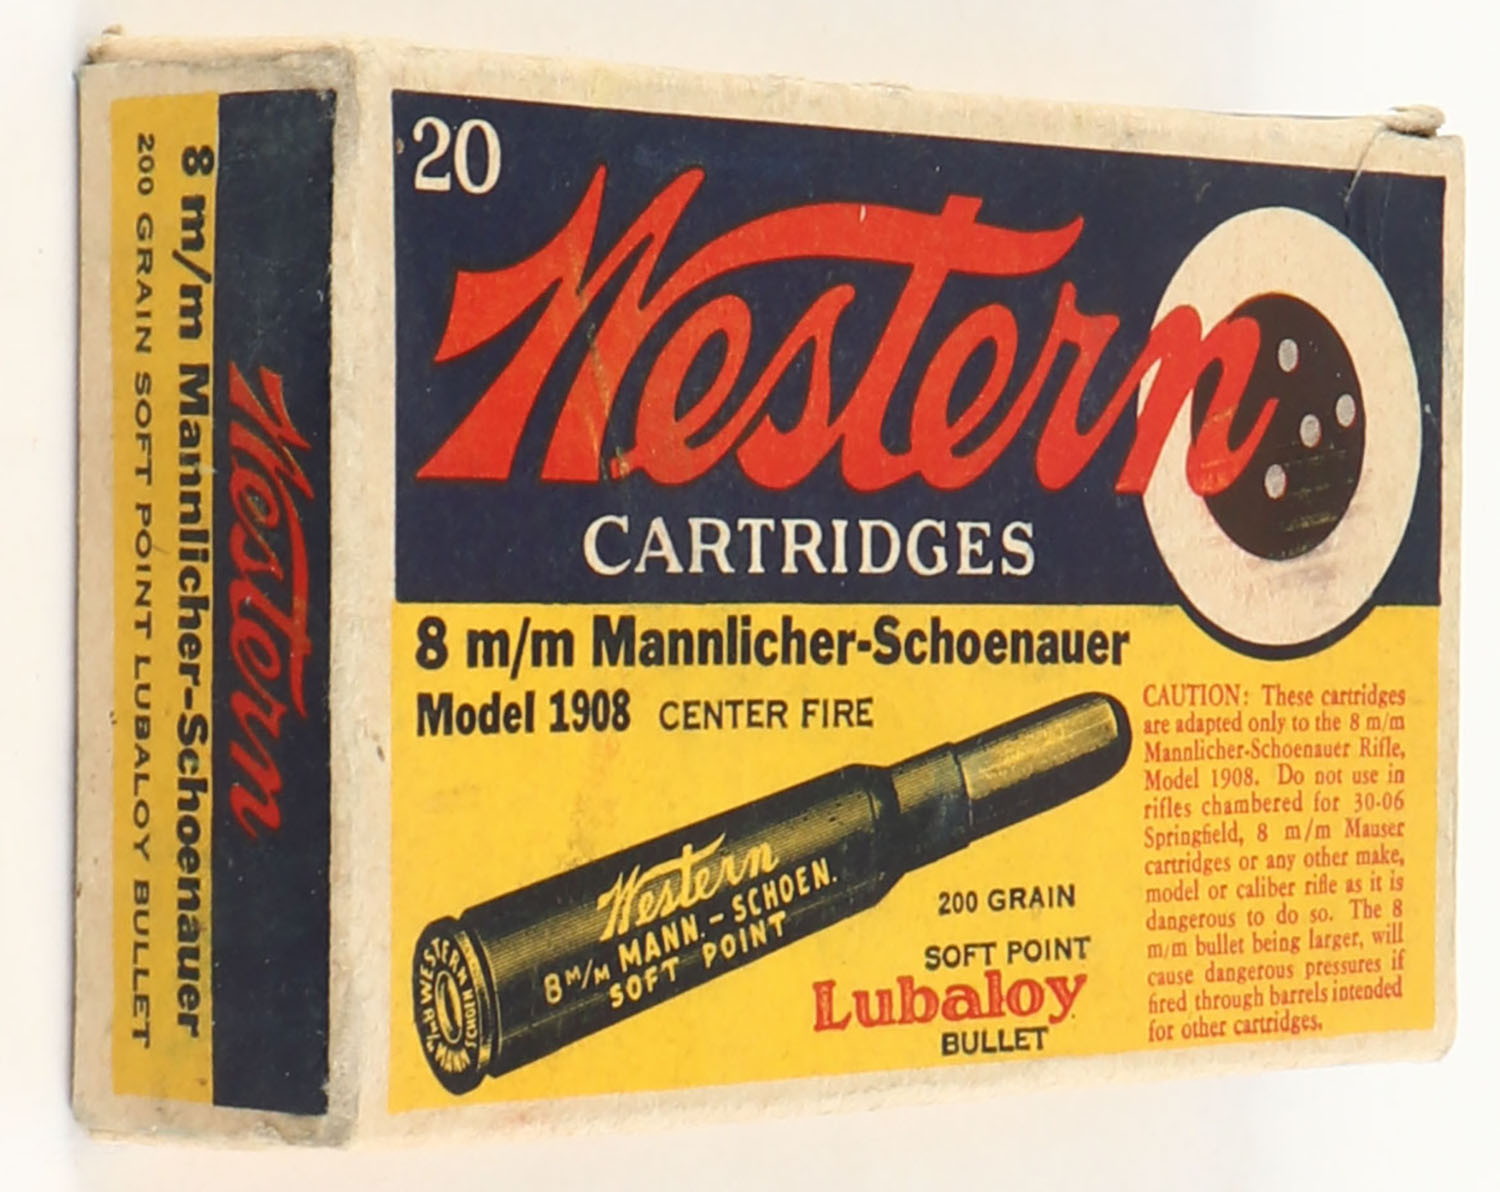 20
Western
CARTRIDGES
8 m/m Mannlicher-Schoenauer
Model 1908 CENTER FIRE
Western
8 M/M MANN.-SCHOEN.
SOFT POINT
WESTERN
8 M/M MANN SCHOEN
200 GRAIN
SOFT POINT
Lubaloy
BULLET
CAUTION: These cartridges
are adapted only to the 8 m/m
Mannlicher-Schoenauer Rifle,
Model 1908. Do not use in
rifles chambered for 30-06
Springfield, 8 m/m Mauser
cartridges or any other make,
model or caliber rifle as it is
dangerous to do so. The 8
m/m bullet being larger, will
cause dangerous pressures if
fired through barrels intended
for other cartridges.
Western
8 m/m Mannlicher-Schoenauer
200 GRAIN SOFT POINT LUBALOY BULLET